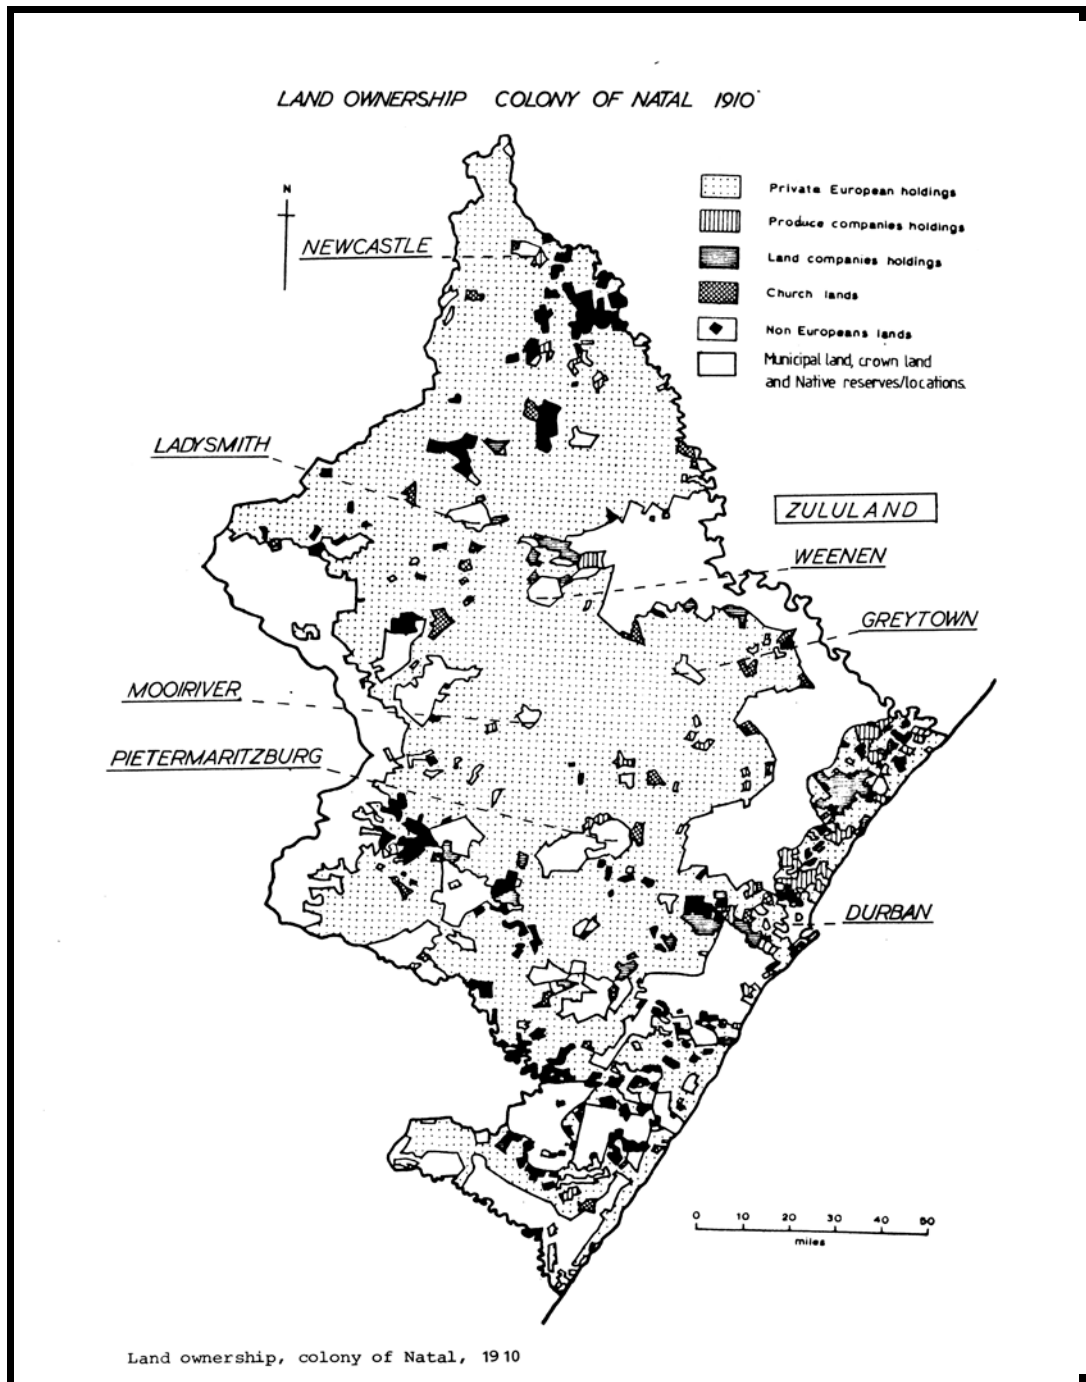 LAND OWNERSHIP COLONY OF NATAL 1910
N
Private European holdings
Produce companies holdings
Land companies holdings
Church lands
Non Europeans lands
Municipal land, crown land
and Native reserves/locations.
NEWCASTLE
LADYSMITH
ZULULAND
WEENEN
GREYTOWN
MOOIRIVER
PIETERMARITZBURG
D
DURBAN
0 10 20 30 40 50
miles
Land ownership, colony of Natal, 1910